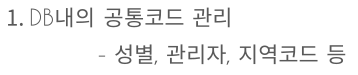 1. DB내의 공통코드 관리
- 성별, 관리자, 지역코드 등